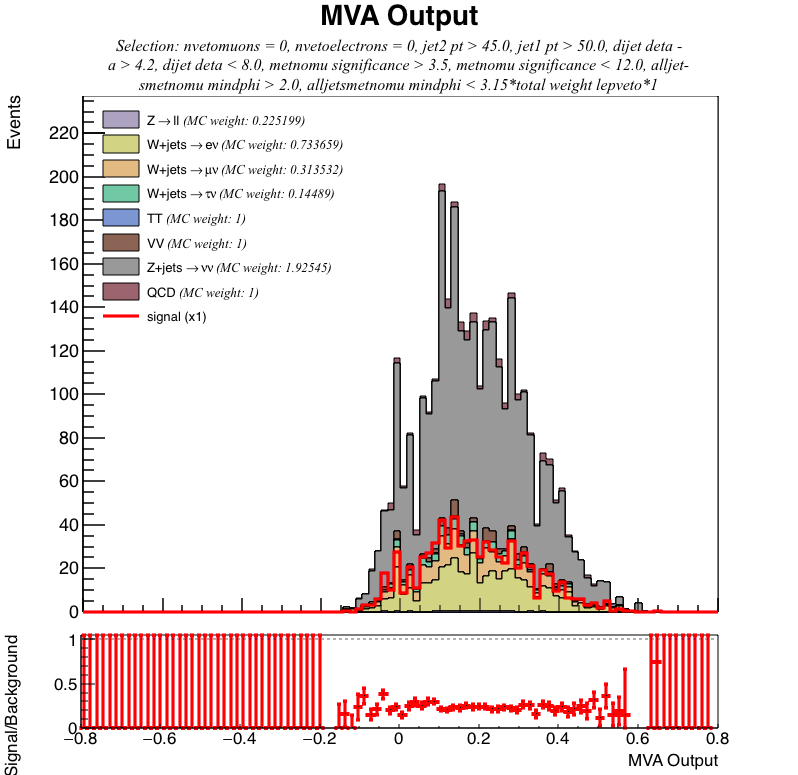 MVA Output
Selection: nvetomuons = 0, nvetoelectrons = 0, jet2 pt > 45.0, jet1 pt > 50.0, dijet deta -
a > 4.2, dijet deta < 8.0, metnomu significance > 3.5, metnomu significance < 12.0, alljet-
smetnomu mindphi > 2.0, alljetsmetnomu mindphi < 3.15*total weight lepveto*1
Events
220
200
180
160
140
120
100
80
60
40
20
0
Z→ll (MC weight: 0.225199)
W+jets→eν (MC weight: 0.733659)
W+jets→μν (MC weight: 0.313532)
W+jets→τν (MC weight: 0.14489)
TT (MC weight: 1)
VV (MC weight: 1)
Z+jets→νν (MC weight: 1.92545)
QCD (MC weight: 1)
signal (x1)
Signal/Background
1
0.5
0
−0.8 −0.6 −0.4 −0.2 0 0.2 0.4 0.6 0.8
MVA Output